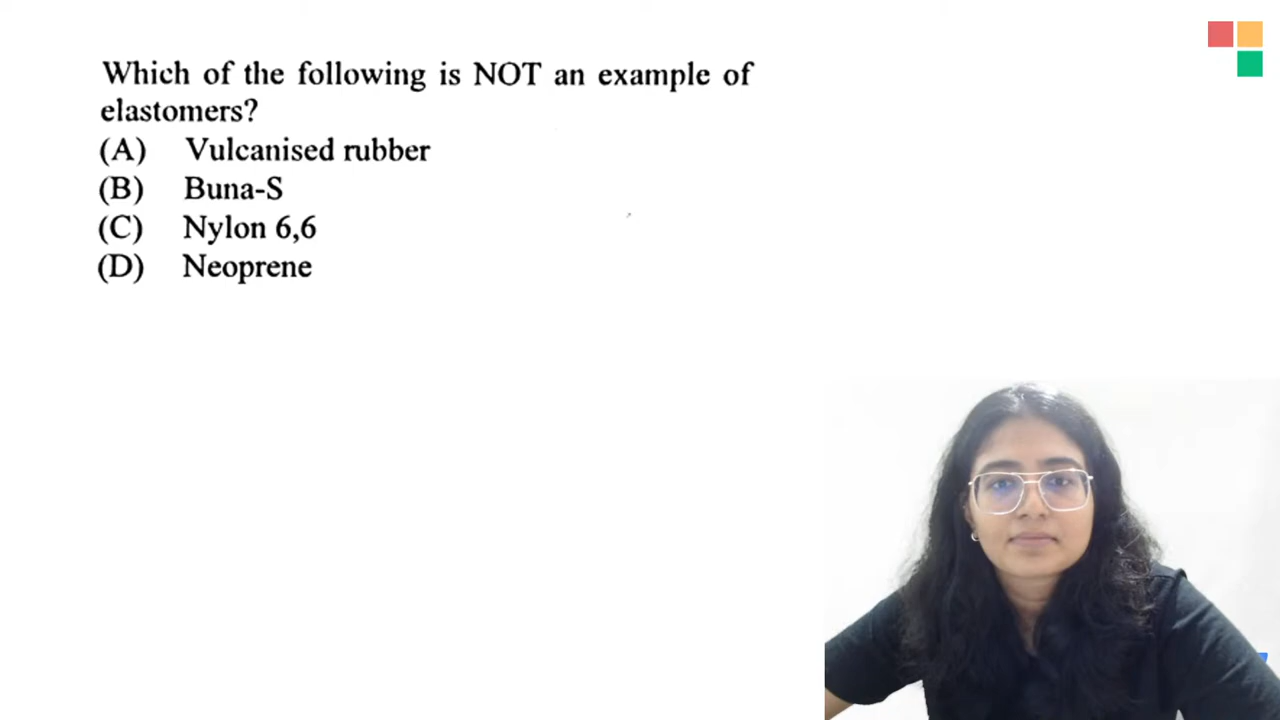 Which of the following is NOT an example of
elastomers?
(A) Vulcanised rubber
(B) Buna-S
(C) Nylon 6,6
(D) Neoprene